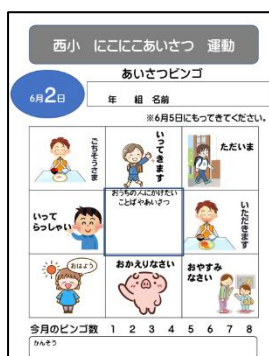 西小 にこにこあいさつ 運動
あいさつビンゴ
6月2日
年 組 名前
※6月5日にもってきてください。
ごちそうさま
いってきます
ただいま
いってらっしゃい
おうちの人にかけたい
ことばやあいさつ
いただきます
おはよう
おかえりなさい
おやすみ
なさい
今月のビンゴ数 1 2 3 4 5 6 7 8
かんそう